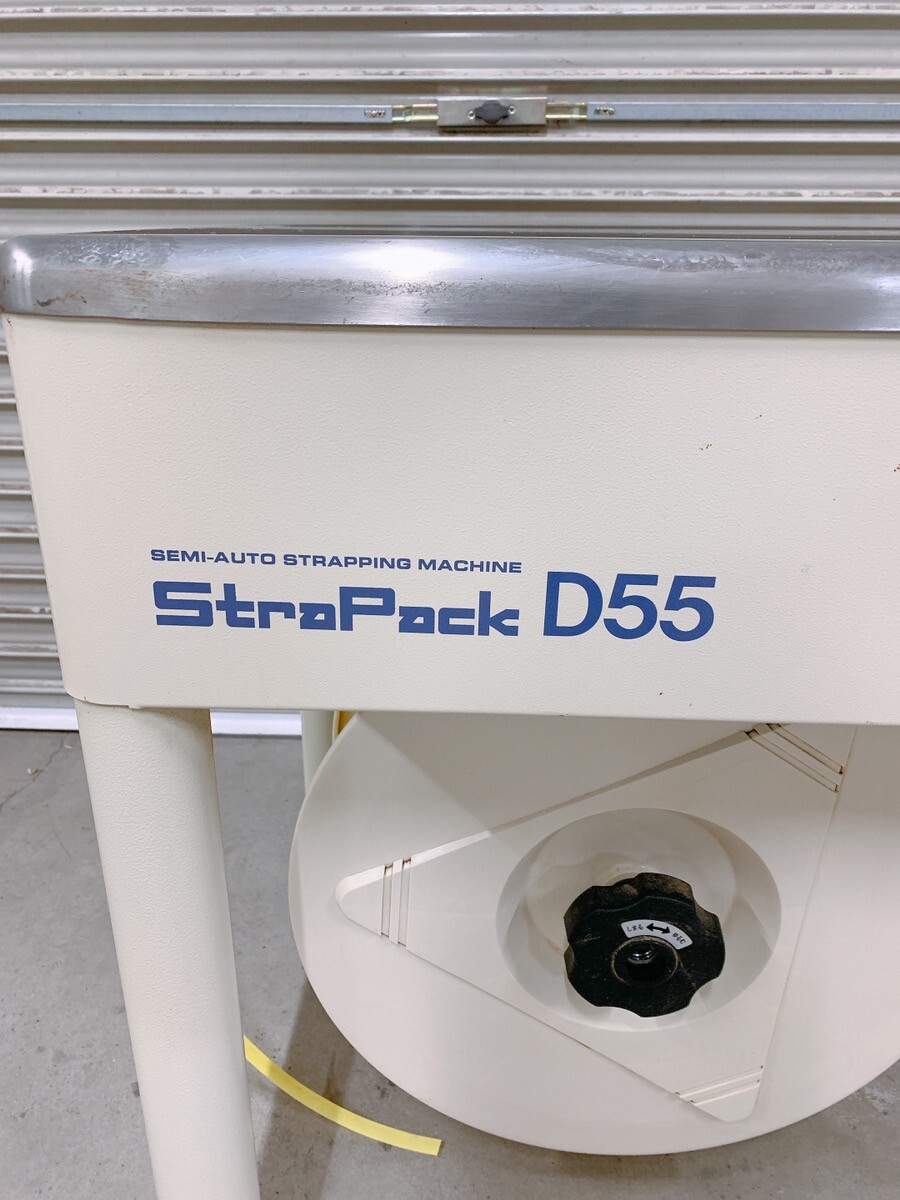 SEMI-AUTO STRAPPING MACHINE
StraPack D55